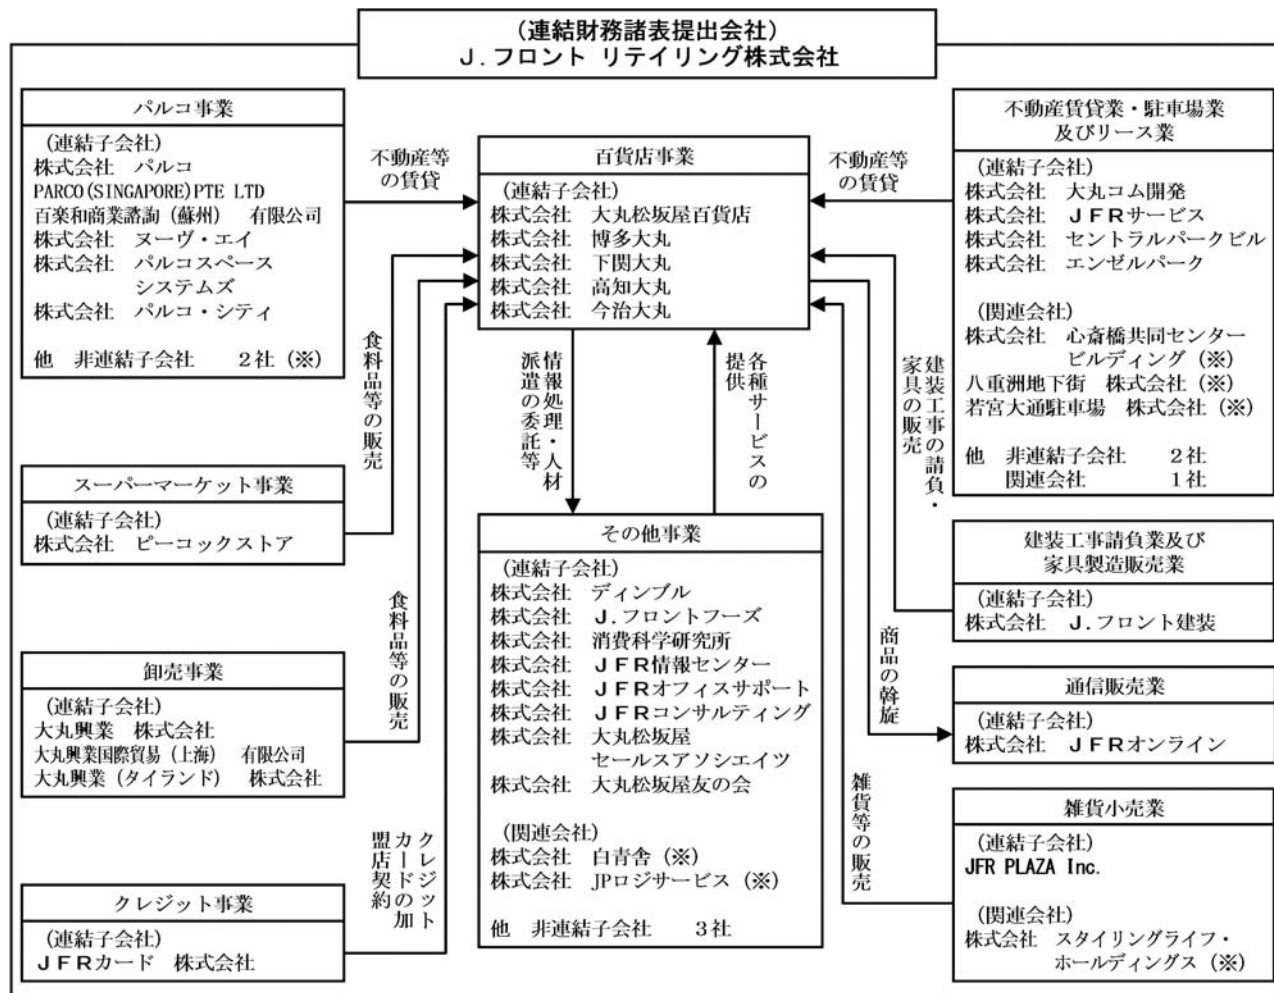 (連結財務諸表提出会社)
J.フロント リテイリング株式会社
パルコ事業
(連結子会社)
株式会社 パルコ
PARCO(SINGAPORE)PTE LTD
百楽和商業諮詢(蘇州) 有限公司
株式会社 ヌーヴ・エイ
株式会社 パルコスペース
システムズ
株式会社 パルコ・シティ
他 非連結子会社 2社(※)
スーパーマーケット事業
(連結子会社)
株式会社 ピーコックストア
卸売事業
(連結子会社)
大丸興業 株式会社
大丸興業国際貿易(上海) 有限公司
大丸興業(タイランド) 株式会社
クレジット事業
(連結子会社)
JFRカード 株式会社
不動産等
の賃貸
食料品等の販売
食料品等の販売
クレジット
カードの加
盟店契約
百貨店事業
(連結子会社)
株式会社 大丸松坂屋百貨店
株式会社 博多大丸
株式会社 下関大丸
株式会社 高知大丸
株式会社 今治大丸
情報処理・人材
派遣の委託等
各種サービスの
提供
その他事業
(連結子会社)
株式会社 ディンプル
株式会社 J.フロントフーズ
株式会社 消費科学研究所
株式会社 JFR情報センター
株式会社 JFRオフィスサポート
株式会社 JFRコンサルティング
株式会社 大丸松坂屋
セールスアソシエイツ
株式会社 大丸松坂屋友の会
(関連会社)
株式会社 白青舎(※)
株式会社 JPロジサービス(※)
他 非連結子会社 3社
不動産等
の賃貸
建装工事の請負・
家具の販売
商品の斡旋
雑貨等の販売
不動産賃貸業・駐車場業
及びリース業
(連結子会社)
株式会社 大丸コム開発
株式会社 JFRサービス
株式会社 セントラルパークビル
株式会社 エンゼルパーク
(関連会社)
株式会社 心斎橋共同センター
ビルディング(※)
八重洲地下街 株式会社(※)
若宮大通駐車場 株式会社(※)
他 非連結子会社 2社
関連会社 1社
建装工事請負業及び
家具製造販売業
(連結子会社)
株式会社 J.フロント建装
通信販売業
(連結子会社)
株式会社 JFRオンライン
雑貨小売業
(連結子会社)
JFR PLAZA Inc.
(関連会社)
株式会社 スタイリングライフ・
ホールディングス(※)